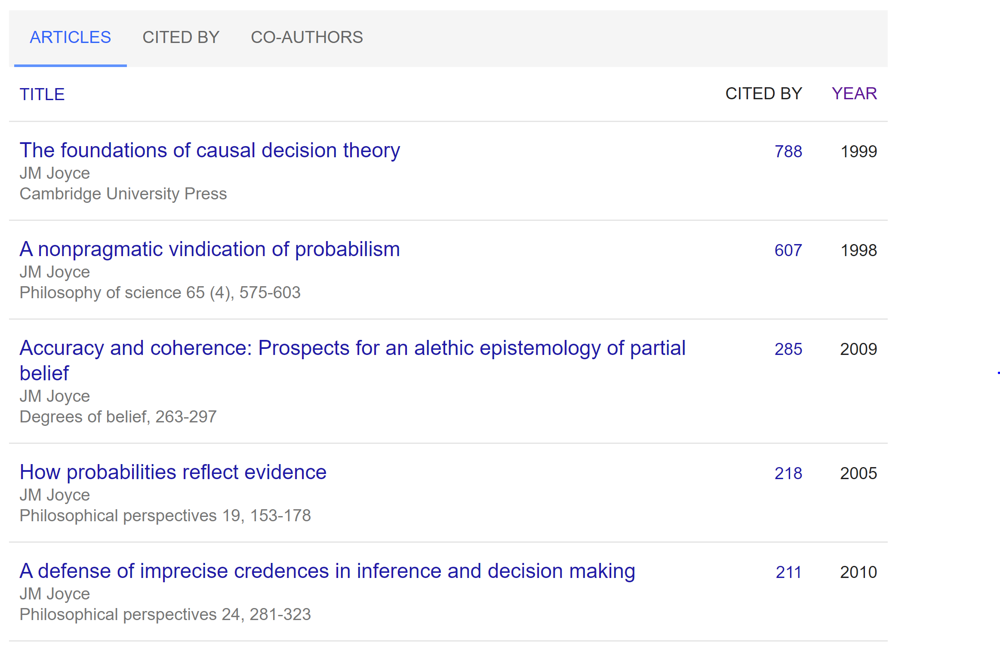 ARTICLES CITED BY CO-AUTHORS
TITLE CITED BY YEAR
The foundations of causal decision theory 788 1999
JM Joyce
Cambridge University Press
A nonpragmatic vindication of probabilism 607 1998
JM Joyce
Philosophy of science 65 (4), 575-603
Accuracy and coherence: Prospects for an alethic epistemology of partial 285 2009
belief
JM Joyce
Degrees of belief, 263-297
How probabilities reflect evidence 218 2005
JM Joyce
Philosophical perspectives 19, 153-178
A defense of imprecise credences in inference and decision making 211 2010
JM Joyce
Philosophical perspectives 24, 281-323